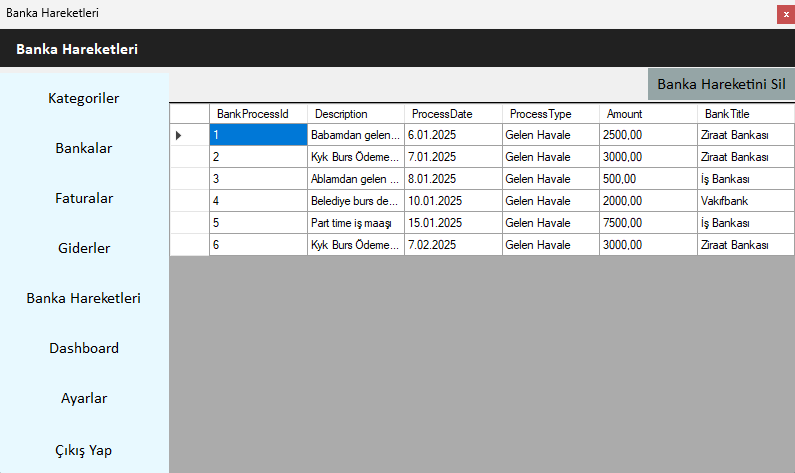 Banka Hareketleri
x
Banka Hareketleri
Banka Hareketini Sil
Kategoriler
Bankalar
Faturalar
Giderler
Banka Hareketleri
Dashboard
Ayarlar
Çıkış Yap
BankProcessId Description ProcessDate ProcessType Amount BankTitle
1 Babamdan gelen... 6.01.2025 Gelen Havale 2500,00 Ziraat Bankası
2 Kyk Burs Ödeme... 7.01.2025 Gelen Havale 3000,00 Ziraat Bankası
3 Ablamdan gelen ... 8.01.2025 Gelen Havale 500,00 İş Bankası
4 Belediye burs de... 10.01.2025 Gelen Havale 2000,00 Vakıfbank
5 Part time iş maaşı 15.01.2025 Gelen Havale 7500,00 İş Bankası
6 Kyk Burs Ödeme... 7.02.2025 Gelen Havale 3000,00 Ziraat Bankası